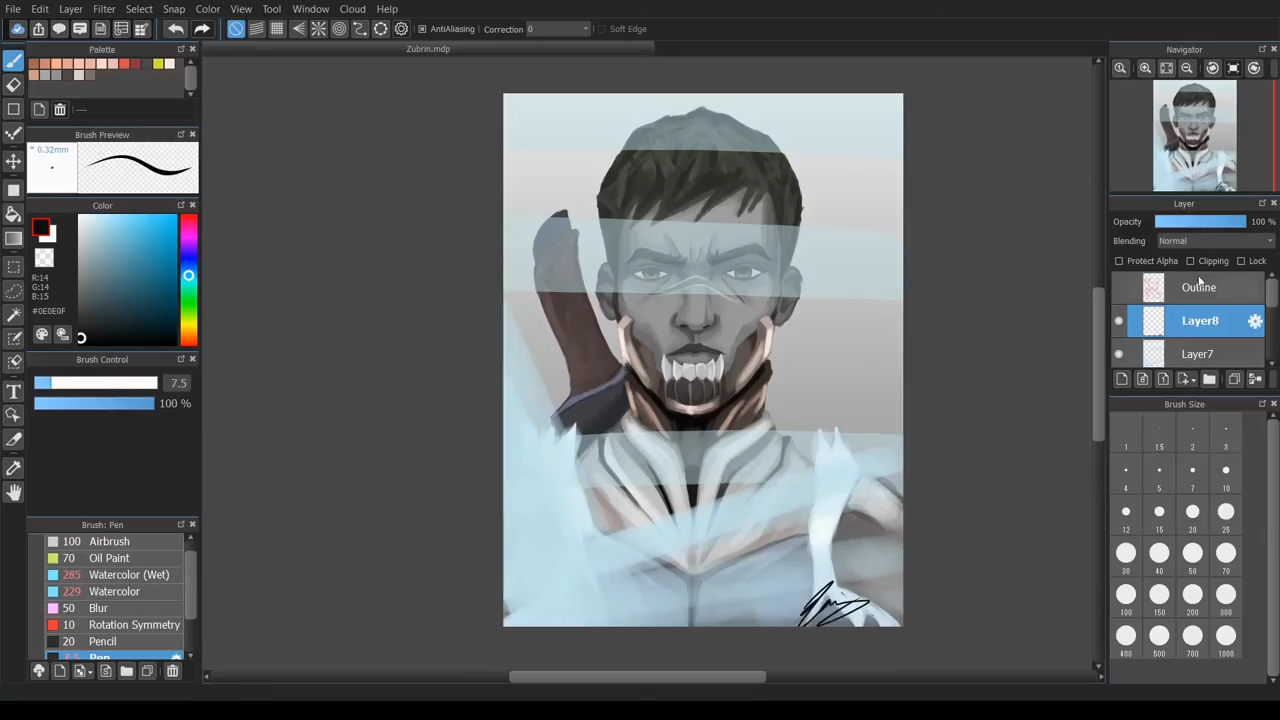 File Edit Layer Filter Select Snap Color View Tool Window Cloud Help
AntiAliasing Correction 0 Soft Edge
Palette
Zubrin.mdp
Navigator
---
Brush Preview
* 0.32mm
Color
R:14
G:14
B:15
#0E0E0F
Brush Control
7.5
100 %
Brush: Pen
100 Airbrush
70 Oil Paint
285 Watercolor (Wet)
229 Watercolor
50 Blur
10 Rotation Symmetry
20 Pencil
Pen
Layer
Opacity 100 %
Blending Normal
Protect Alpha Clipping Lock
Outline
Layer8
Layer7
Brush Size
1 1.5 2 3
4 5 7 10
12 15 20 25
30 40 50 70
100 150 200 300
400 500 700 1000